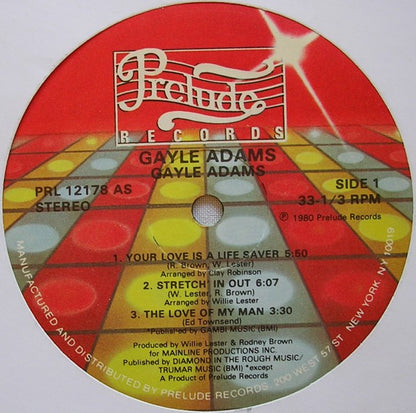 Prelude
RECORDS
GAYLE ADAMS
GAYLE ADAMS
PRL 12178 AS
STEREO
SIDE 1
33-1/3 RPM
℗ 1980 Prelude Records
1. YOUR LOVE IS A LIFE SAVER 5:50
(R. Brown, W. Lester)
Arranged by Clay Robinson
2. STRETCH' IN OUT 6:07
(W. Lester, R. Brown)
Arranged by Willie Lester
3. THE LOVE OF MY MAN 3:30
(Ed Townsend)
*Published by GAMBI MUSIC (BMI)
Produced by Willie Lester & Rodney Brown
for MAINLINE PRODUCTIONS INC.
Published by DIAMOND IN THE ROUGH MUSIC/
TRUMAR MUSIC (BMI) *except
A Product of Prelude Records
MANUFACTURED AND DISTRIBUTED BY PRELUDE RECORDS, 200 WEST 57 ST. NEW YORK, NY 10019